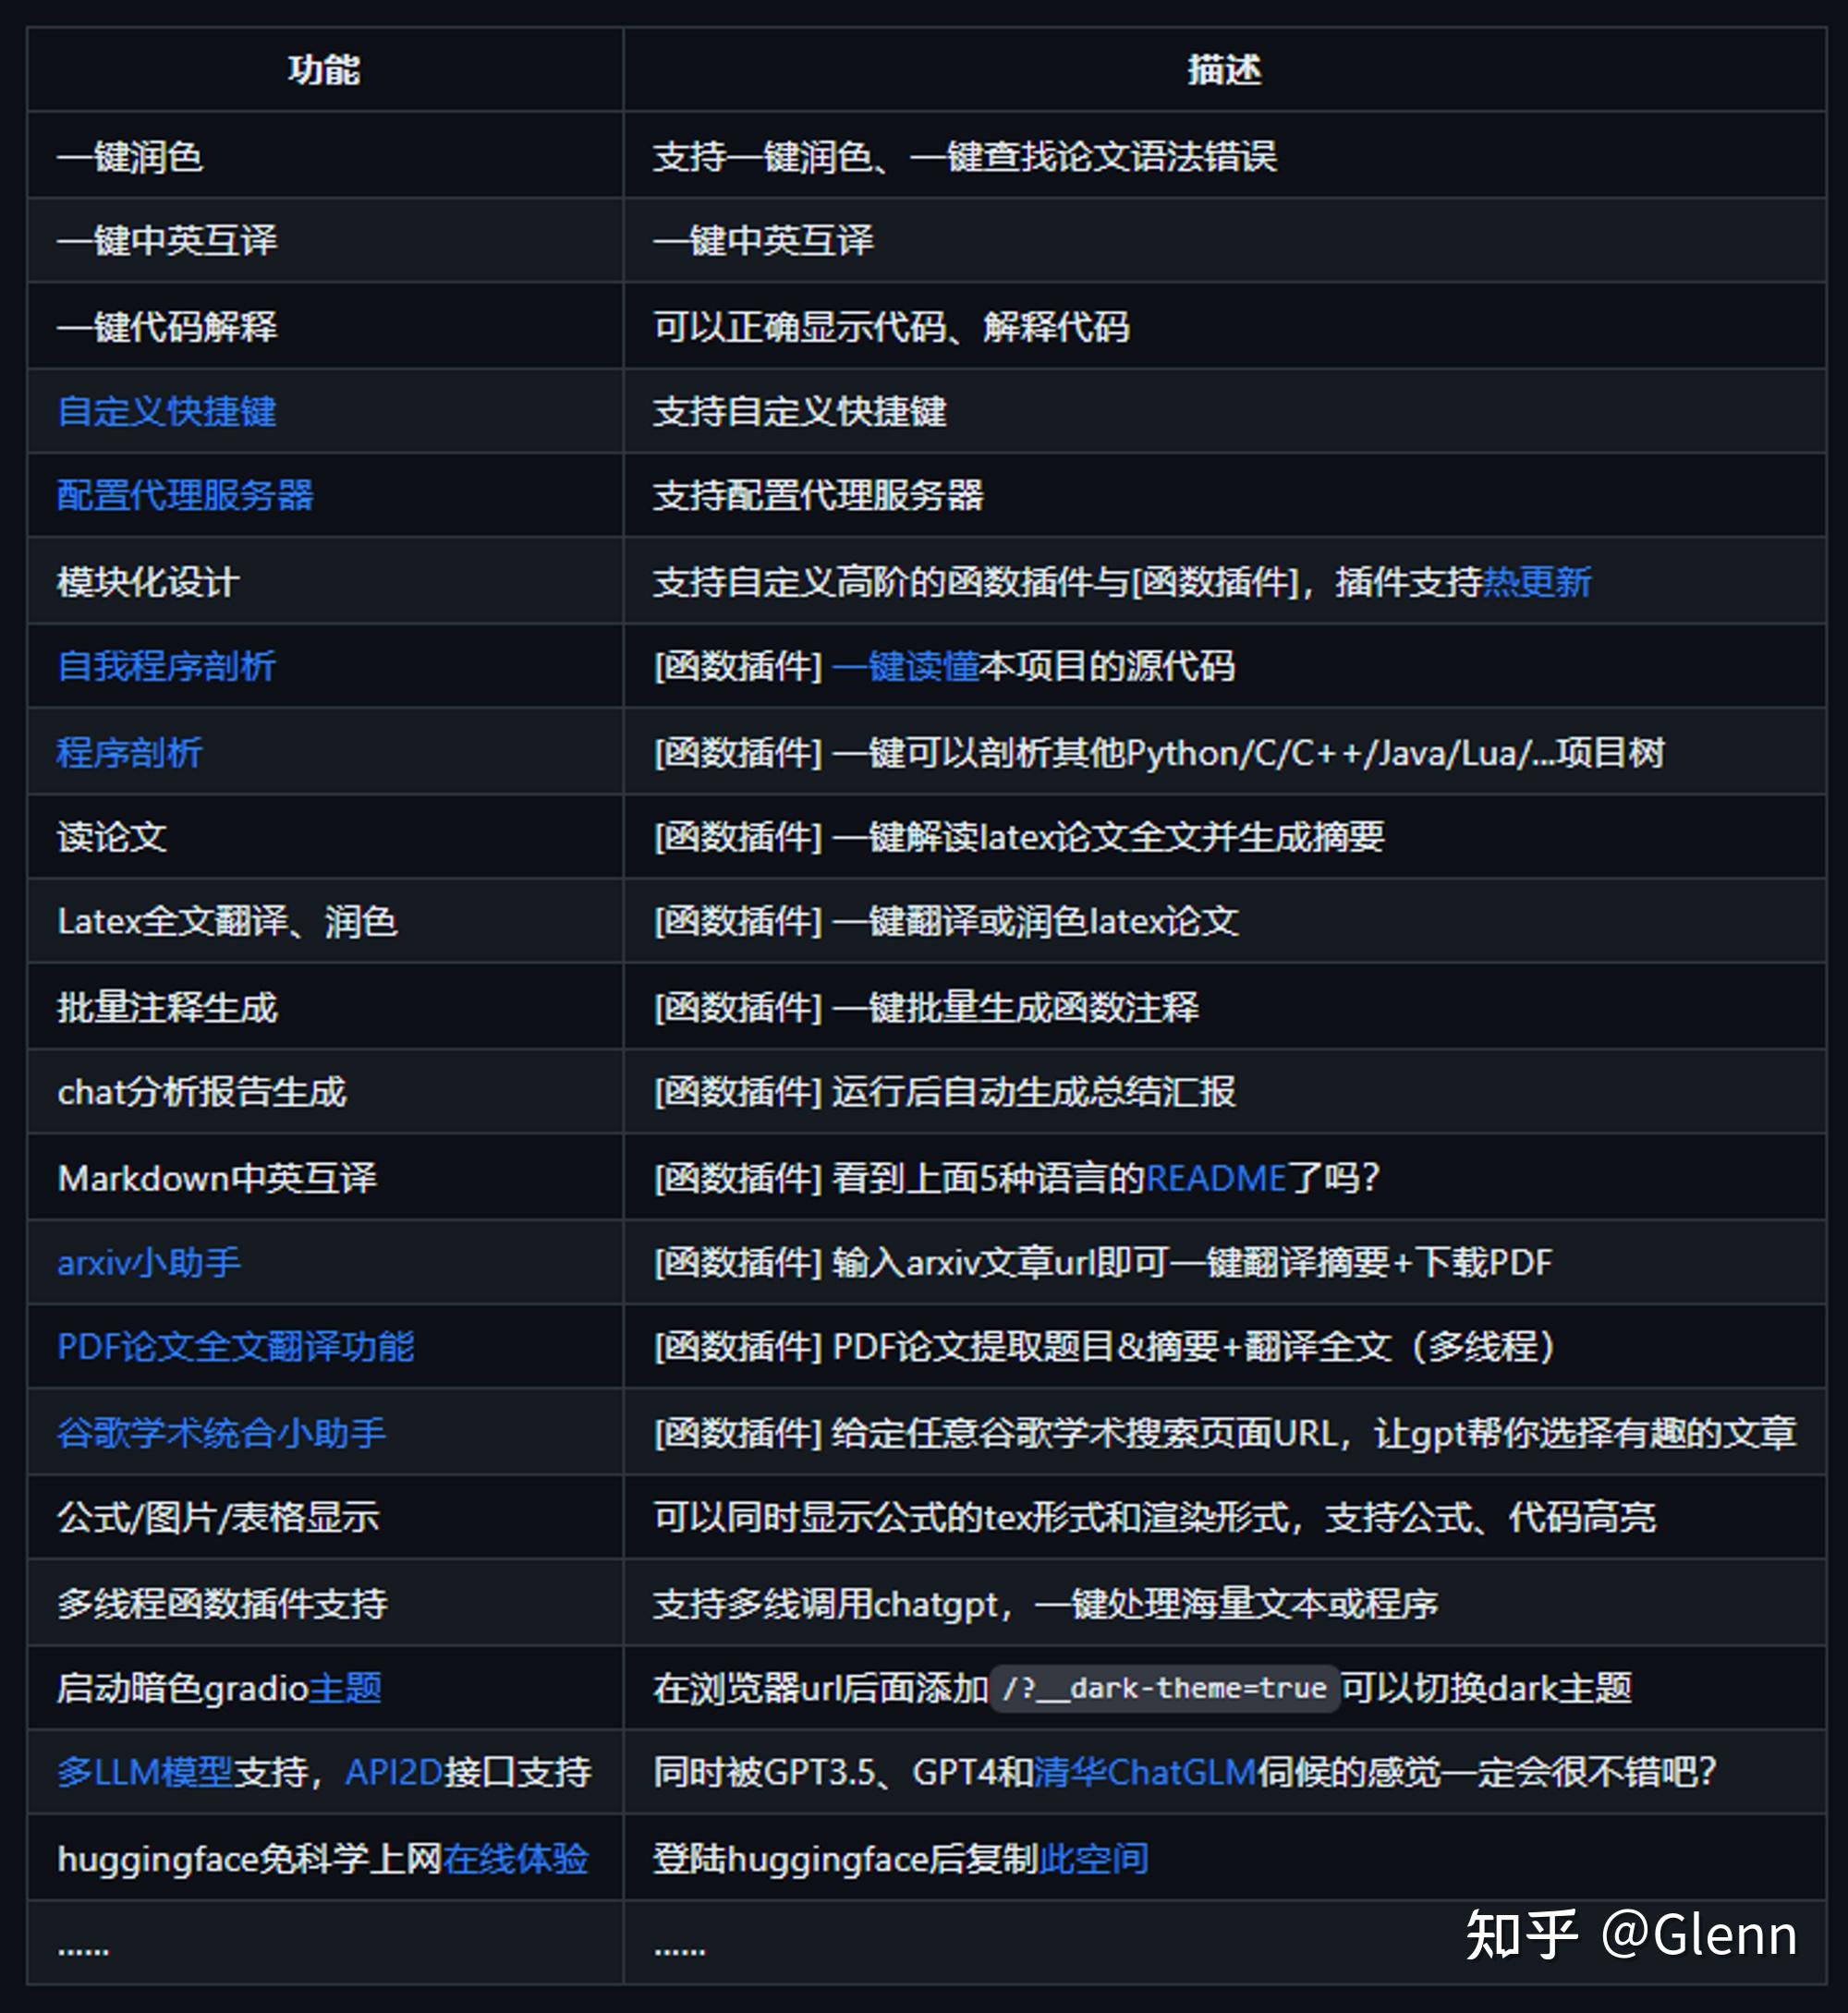 功能 描述
一键润色 支持一键润色、一键查找论文语法错误
一键中英互译 一键中英互译
一键代码解释 可以正确显示代码、解释代码
自定义快捷键 支持自定义快捷键
配置代理服务器 支持配置代理服务器
模块化设计 支持自定义高阶的函数插件与[函数插件]，插件支持热更新
自我程序剖析 [函数插件] 一键读懂本项目的源代码
程序剖析 [函数插件] 一键可以剖析其他Python/C/C++/Java/Lua/...项目树
读论文 [函数插件] 一键解读latex论文全文并生成摘要
Latex全文翻译、润色 [函数插件] 一键翻译或润色latex论文
批量注释生成 [函数插件] 一键批量生成函数注释
chat分析报告生成 [函数插件] 运行后自动生成总结汇报
Markdown中英互译 [函数插件] 看到上面5种语言的README了吗？
arxiv小助手 [函数插件] 输入arxiv文章url即可一键翻译摘要+下载PDF
PDF论文全文翻译功能 [函数插件] PDF论文提取题目&摘要+翻译全文（多线程）
谷歌学术统合小助手 [函数插件] 给定任意谷歌学术搜索页面URL，让gpt帮你选择有趣的文章
公式/图片/表格显示 可以同时显示公式的tex形式和渲染形式，支持公式、代码高亮
多线程函数插件支持 支持多线调用chatgpt，一键处理海量文本或程序
启动暗色gradio主题 在浏览器url后面添加/?__dark-theme=true可以切换dark主题
多LLM模型支持，API2D接口支持 同时被GPT3.5、GPT4和清华ChatGLM伺候的感觉一定会很不错吧？
huggingface免科学上网在线体验 登陆huggingface后复制此空间
…… ……
知乎 @Glenn